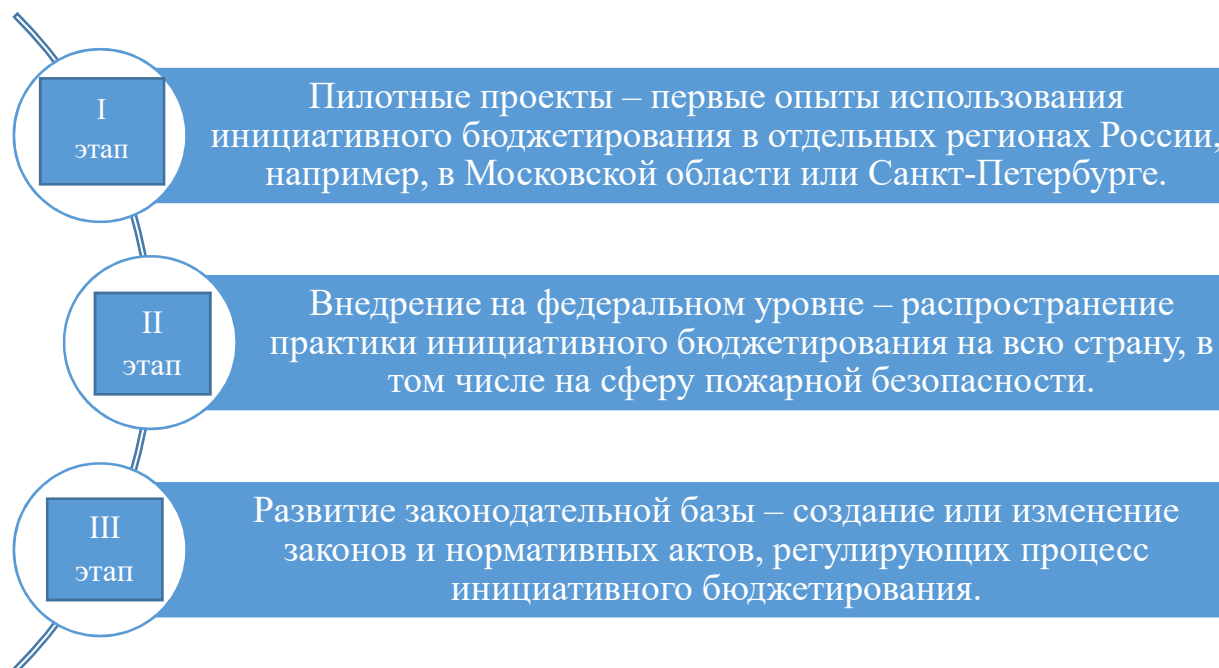 I
этап
Пилотные проекты – первые опыты использования
инициативного бюджетирования в отдельных регионах России,
например, в Московской области или Санкт-Петербурге.
II
этап
Внедрение на федеральном уровне – распространение
практики инициативного бюджетирования на всю страну, в
том числе на сферу пожарной безопасности.
III
этап
Развитие законодательной базы – создание или изменение
законов и нормативных актов, регулирующих процесс
инициативного бюджетирования.